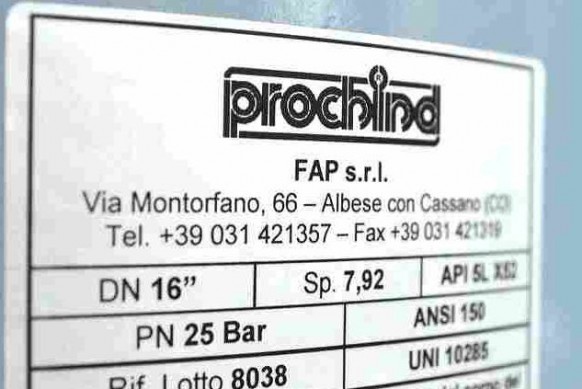 prochind
FAP s.r.l.
Via Montorfano, 66 – Albese con Cassano (CO)
Tel. +39 031 421357 – Fax +39 031 421319
DN 16” Sp. 7,92 API 5L X52
PN 25 Bar ANSI 150
Rif. Lotto 8038 UNI 10285